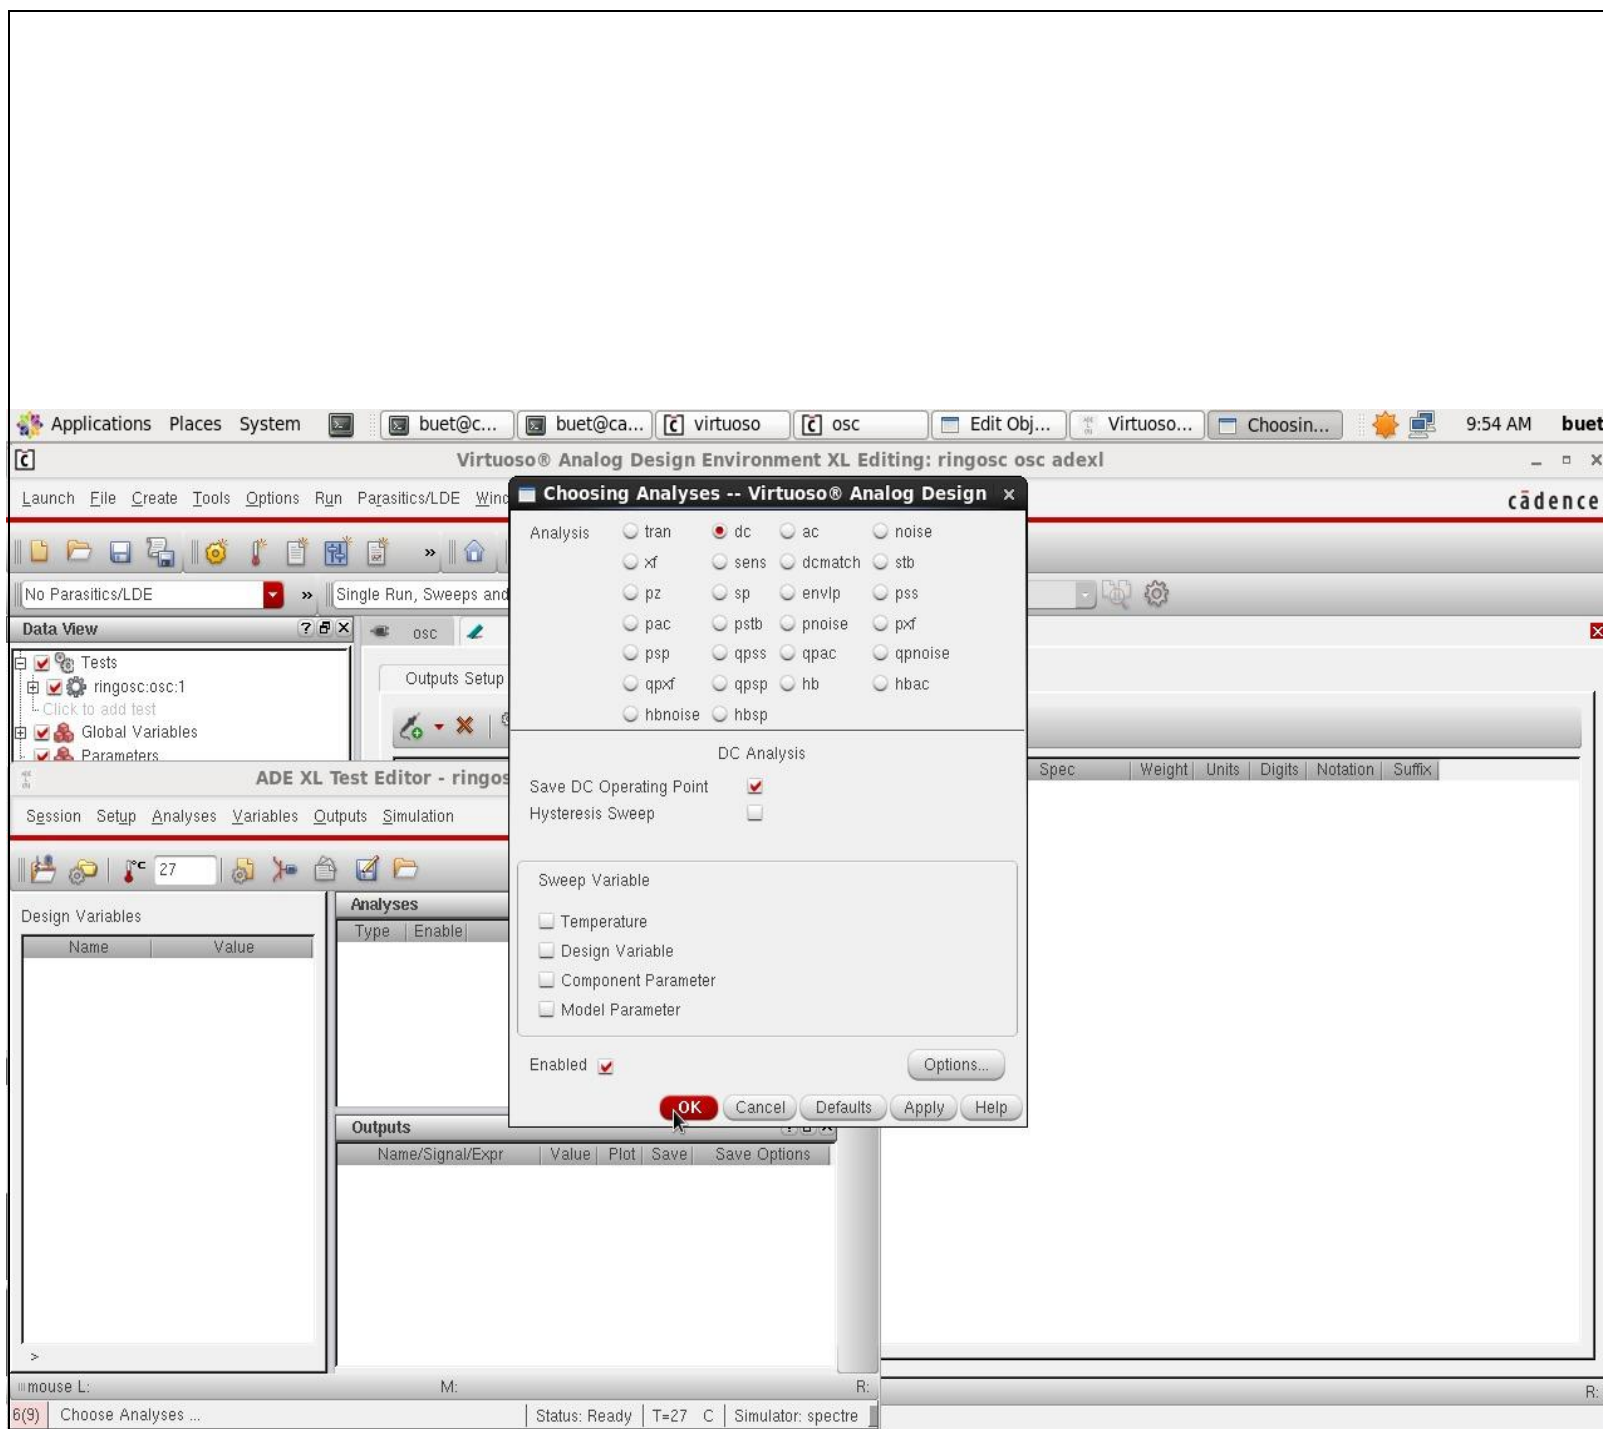 Applications Places System buet@c... buet@ca... virtuoso osc Edit Obj... Virtuoso... Choosin... 9:54 AM buet
Virtuoso® Analog Design Environment XL Editing: ringosc osc adexl
Launch File Create Tools Options Run Parasitics/LDE Wind
cādence
No Parasitics/LDE » Single Run, Sweeps and
Data View
osc
Tests
ringosc:osc:1
Click to add test
Global Variables
Parameters
Outputs Setup
Spec Weight Units Digits Notation Suffix
ADE XL Test Editor - ringos
Session Setup Analyses Variables Outputs Simulation
°C 27
Design Variables
Name Value
Analyses
Type Enable
Outputs
Name/Signal/Expr Value Plot Save Save Options
>
mouse L: M: R:
R:
6(9) Choose Analyses ... Status: Ready T=27 C Simulator: spectre
Choosing Analyses -- Virtuoso® Analog Design
Analysis tran dc ac noise
xf sens dcmatch stb
pz sp envlp pss
pac pstb pnoise pxf
psp qpss qpac qpnoise
qpxf qpsp hb hbac
hbnoise hbsp
DC Analysis
Save DC Operating Point
Hysteresis Sweep
Sweep Variable
Temperature
Design Variable
Component Parameter
Model Parameter
Enabled Options...
OK Cancel Defaults Apply Help